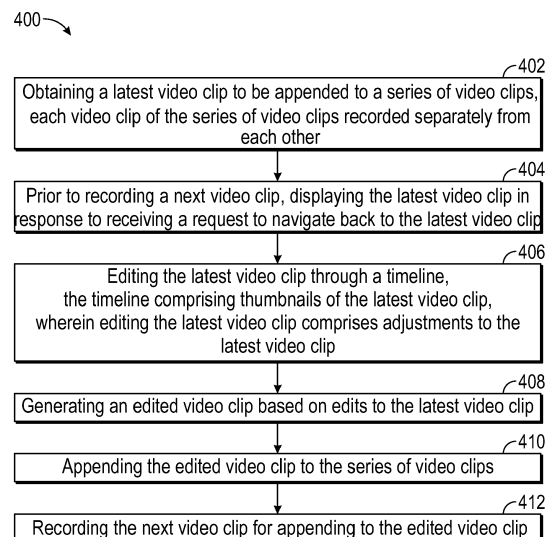 400
402
Obtaining a latest video clip to be appended to a series of video clips,
each video clip of the series of video clips recorded separately from
each other
404
Prior to recording a next video clip, displaying the latest video clip in
response to receiving a request to navigate back to the latest video clip
406
Editing the latest video clip through a timeline,
the timeline comprising thumbnails of the latest video clip,
wherein editing the latest video clip comprises adjustments to the
latest video clip
408
Generating an edited video clip based on edits to the latest video clip
410
Appending the edited video clip to the series of video clips
412
Recording the next video clip for appending to the edited video clip